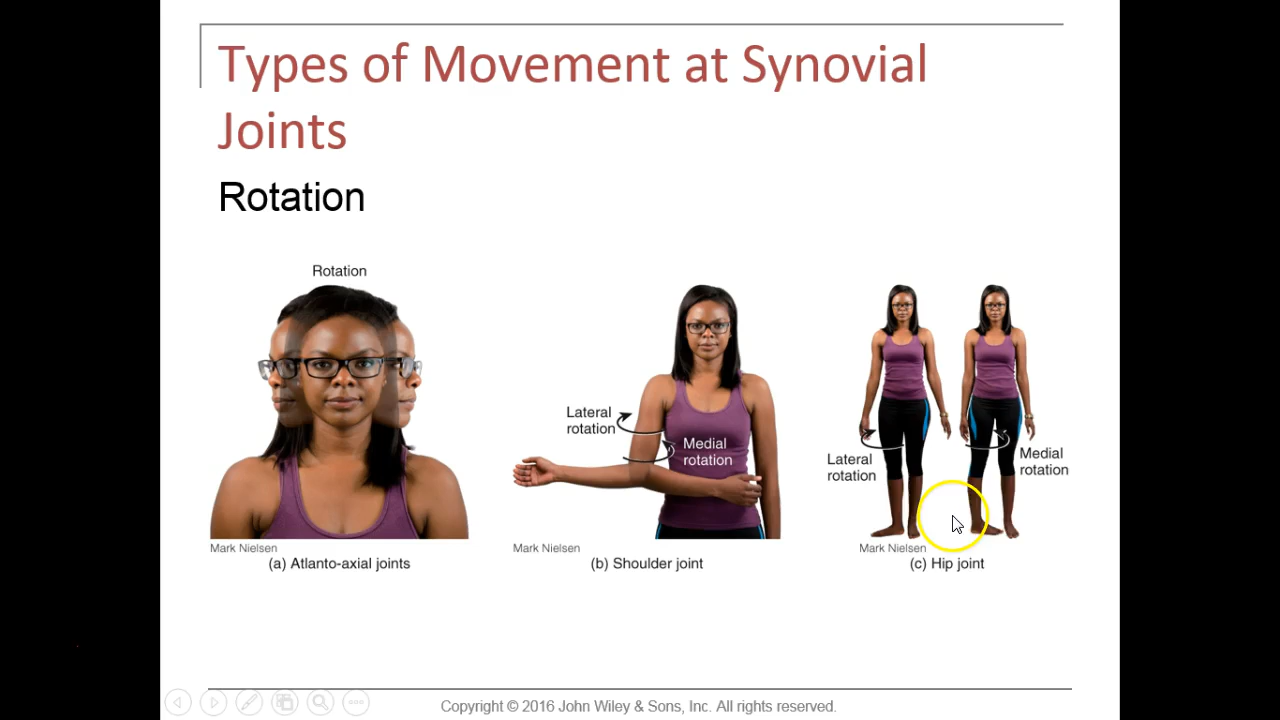 Types of Movement at Synovial
Joints
Rotation
Rotation
Lateral
rotation
Medial
rotation
Lateral
rotation
Medial
rotation
Mark Nielsen
Mark Nielsen
Mark Nielsen
(a) Atlanto-axial joints
(b) Shoulder joint
(c) Hip joint
Copyright © 2016 John Wiley & Sons, Inc. All rights reserved.